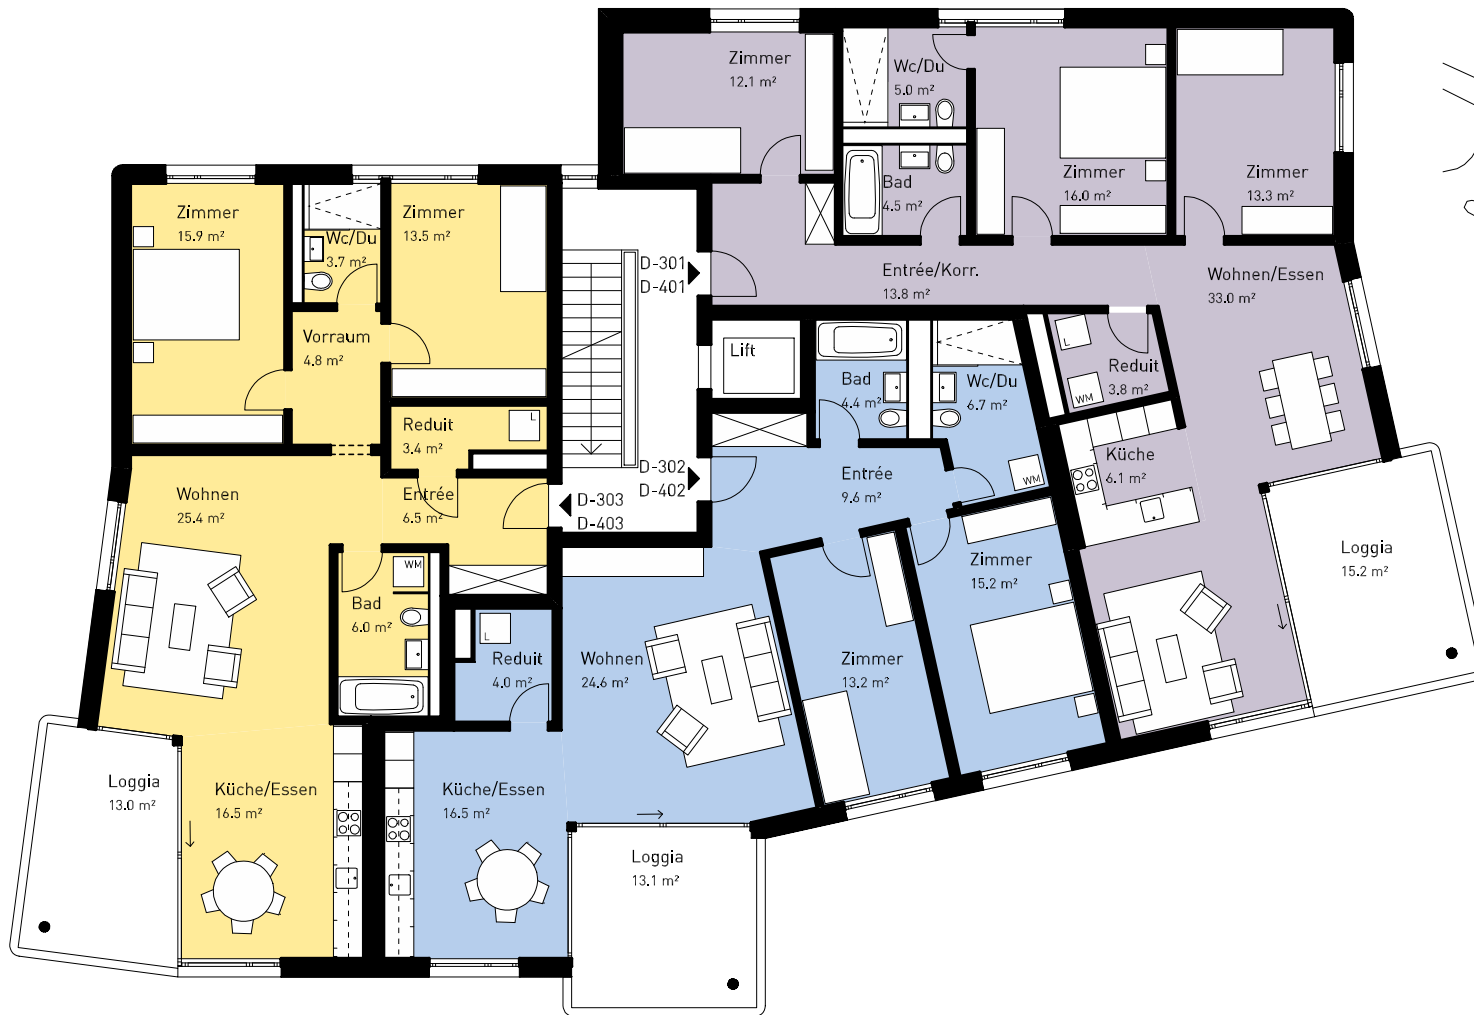 Zimmer
12.1 m²
Wc/Du
5.0 m²
Zimmer
16.0 m²
Zimmer
13.3 m²
Bad
4.5 m²
Entrée/Korr.
13.8 m²
Wohnen/Essen
33.0 m²
D-301
D-401
Lift
L
WM
Reduit
3.8 m²
Küche
6.1 m²
Loggia
15.2 m²
Zimmer
15.9 m²
Wc/Du
3.7 m²
Zimmer
13.5 m²
Vorraum
4.8 m²
Reduit
3.4 m²
L
Wohnen
25.4 m²
Entrée
6.5 m²
D-303
D-403
Bad
6.0 m²
WM
Loggia
13.0 m²
Küche/Essen
16.5 m²
D-302
D-402
Bad
4.4 m²
Wc/Du
6.7 m²
WM
Entrée
9.6 m²
Zimmer
15.2 m²
Zimmer
13.2 m²
Wohnen
24.6 m²
L
Reduit
4.0 m²
Küche/Essen
16.5 m²
Loggia
13.1 m²